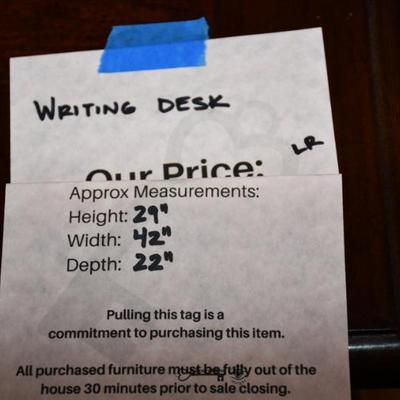 WRITING DESK
LR
Our Price:
Approx Measurements:
Height: 29"
Width: 42"
Depth: 22"
Pulling this tag is a
commitment to purchasing this item.
All purchased furniture must be fully out of the
house 30 minutes prior to sale closing.